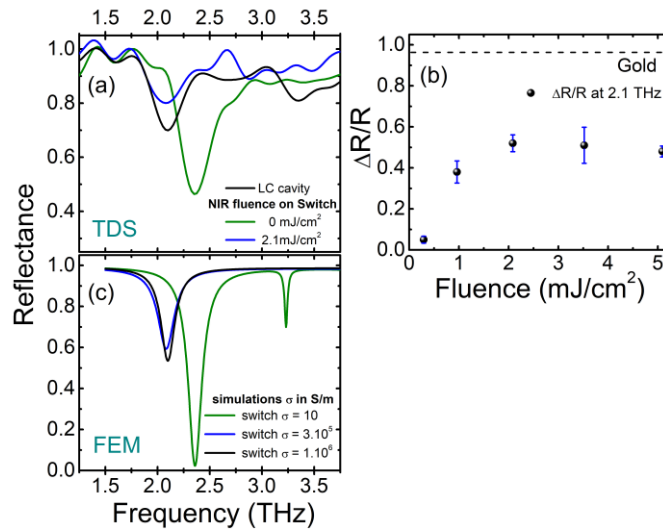 1.5 2.0 2.5 3.0 3.5
1.0
0.8
0.6
0.4
(a)
LC cavity
NIR fluence on Switch
0 mJ/cm²
2.1mJ/cm²
TDS
Reflectance
1.0
0.8
0.6
0.4
0.2
0.0
(c)
simulations σ in S/m
switch σ = 10
switch σ = 3.10⁵
switch σ = 1.10⁶
FEM
1.5 2.0 2.5 3.0 3.5
Frequency (THz)
(b)
Gold
ΔR/R at 2.1 THz
ΔR/R
1.0
0.8
0.6
0.4
0.2
0.0
0 1 2 3 4 5
Fluence (mJ/cm²)